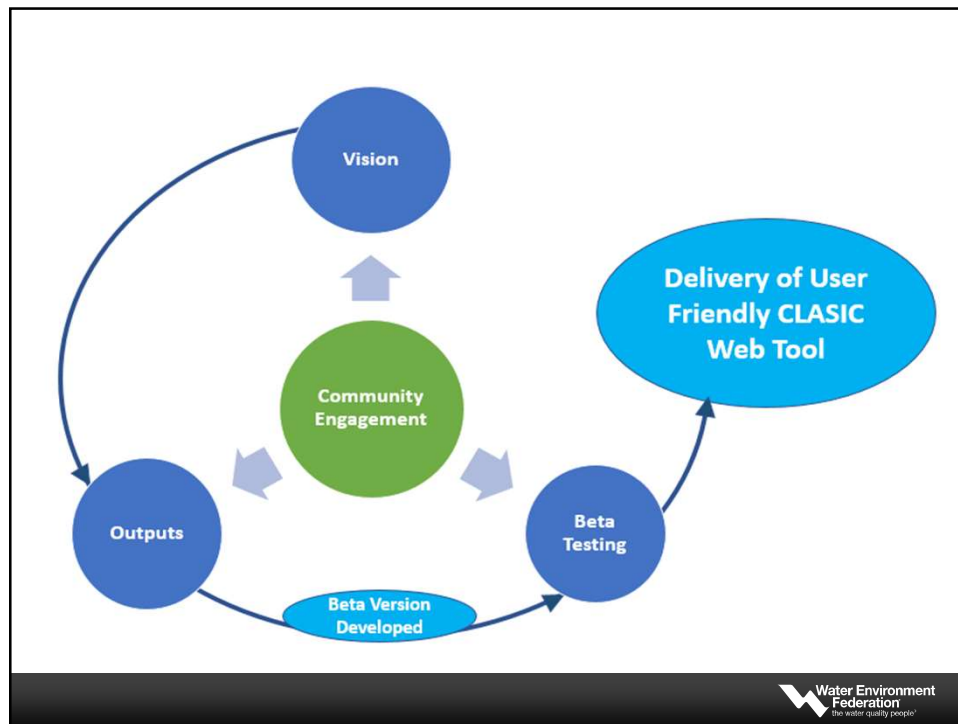 Vision
Delivery of User
Friendly CLASIC
Web Tool
Community
Engagement
Outputs
Beta
Testing
Beta Version
Developed
Water Environment
Federation
the water quality people®